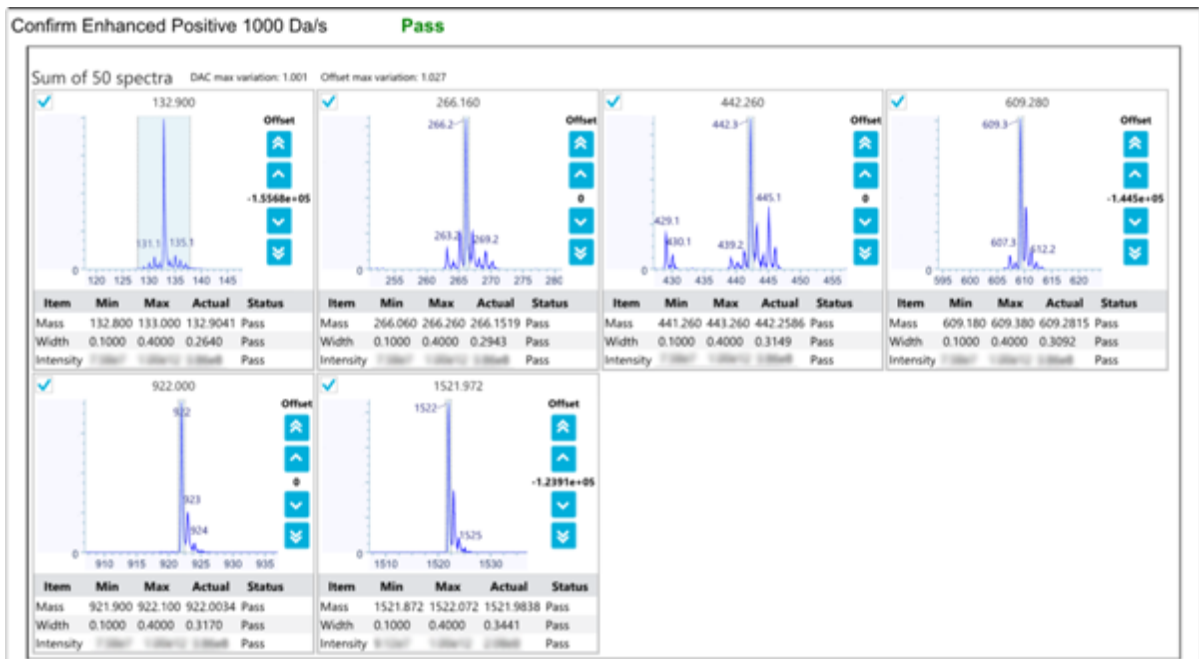 Confirm Enhanced Positive 1000 Da/s Pass
Sum of 50 spectra DAC max variation: 1.001 Offset max variation: 1.027
132.900
Offset
-1.5568e+05
131.1 135.1
0
120 125 130 135 140 145
Item Min Max Actual Status
Mass 132.800 133.000 132.9041 Pass
Width 0.1000 0.4000 0.2640 Pass
Intensity Pass
266.160
266.2
Offset
0
263.2 269.2
0
255 260 265 270 275 280
Item Min Max Actual Status
Mass 266.060 266.260 266.1519 Pass
Width 0.1000 0.4000 0.2943 Pass
Intensity Pass
442.260
442.3
Offset
0
445.1
429.1
430.1 439.2
0
430 435 440 445 450 455
Item Min Max Actual Status
Mass 441.260 443.260 442.2586 Pass
Width 0.1000 0.4000 0.3149 Pass
Intensity Pass
609.280
609.3
Offset
-1.445e+05
607.3 612.2
0
595 600 605 610 615 620
Item Min Max Actual Status
Mass 609.180 609.380 609.2815 Pass
Width 0.1000 0.4000 0.3092 Pass
Intensity Pass
922.000
922
Offset
0
923
924
0
910 915 920 925 930 935
Item Min Max Actual Status
Mass 921.900 922.100 922.0034 Pass
Width 0.1000 0.4000 0.3170 Pass
Intensity Pass
1521.972
1522
Offset
-1.2391e+05
1525
0
1510 1520 1530
Item Min Max Actual Status
Mass 1521.872 1522.072 1521.9838 Pass
Width 0.1000 0.4000 0.3441 Pass
Intensity Pass